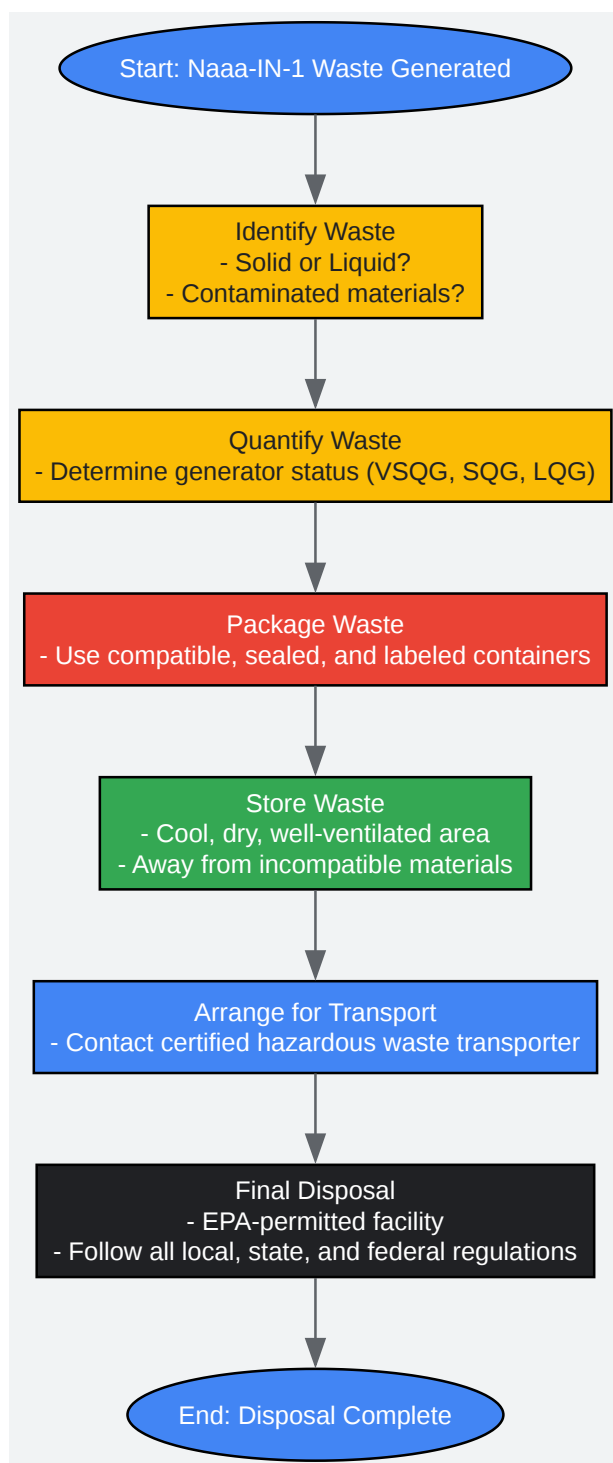 Start: Naaa-IN-1 Waste Generated
Identify Waste
- Solid or Liquid?
- Contaminated materials?
Quantify Waste
- Determine generator status (VSQG, SQG, LQG)
Package Waste
- Use compatible, sealed, and labeled containers
Store Waste
- Cool, dry, well-ventilated area
- Away from incompatible materials
Arrange for Transport
- Contact certified hazardous waste transporter
Final Disposal
- EPA-permitted facility
- Follow all local, state, and federal regulations
End: Disposal Complete